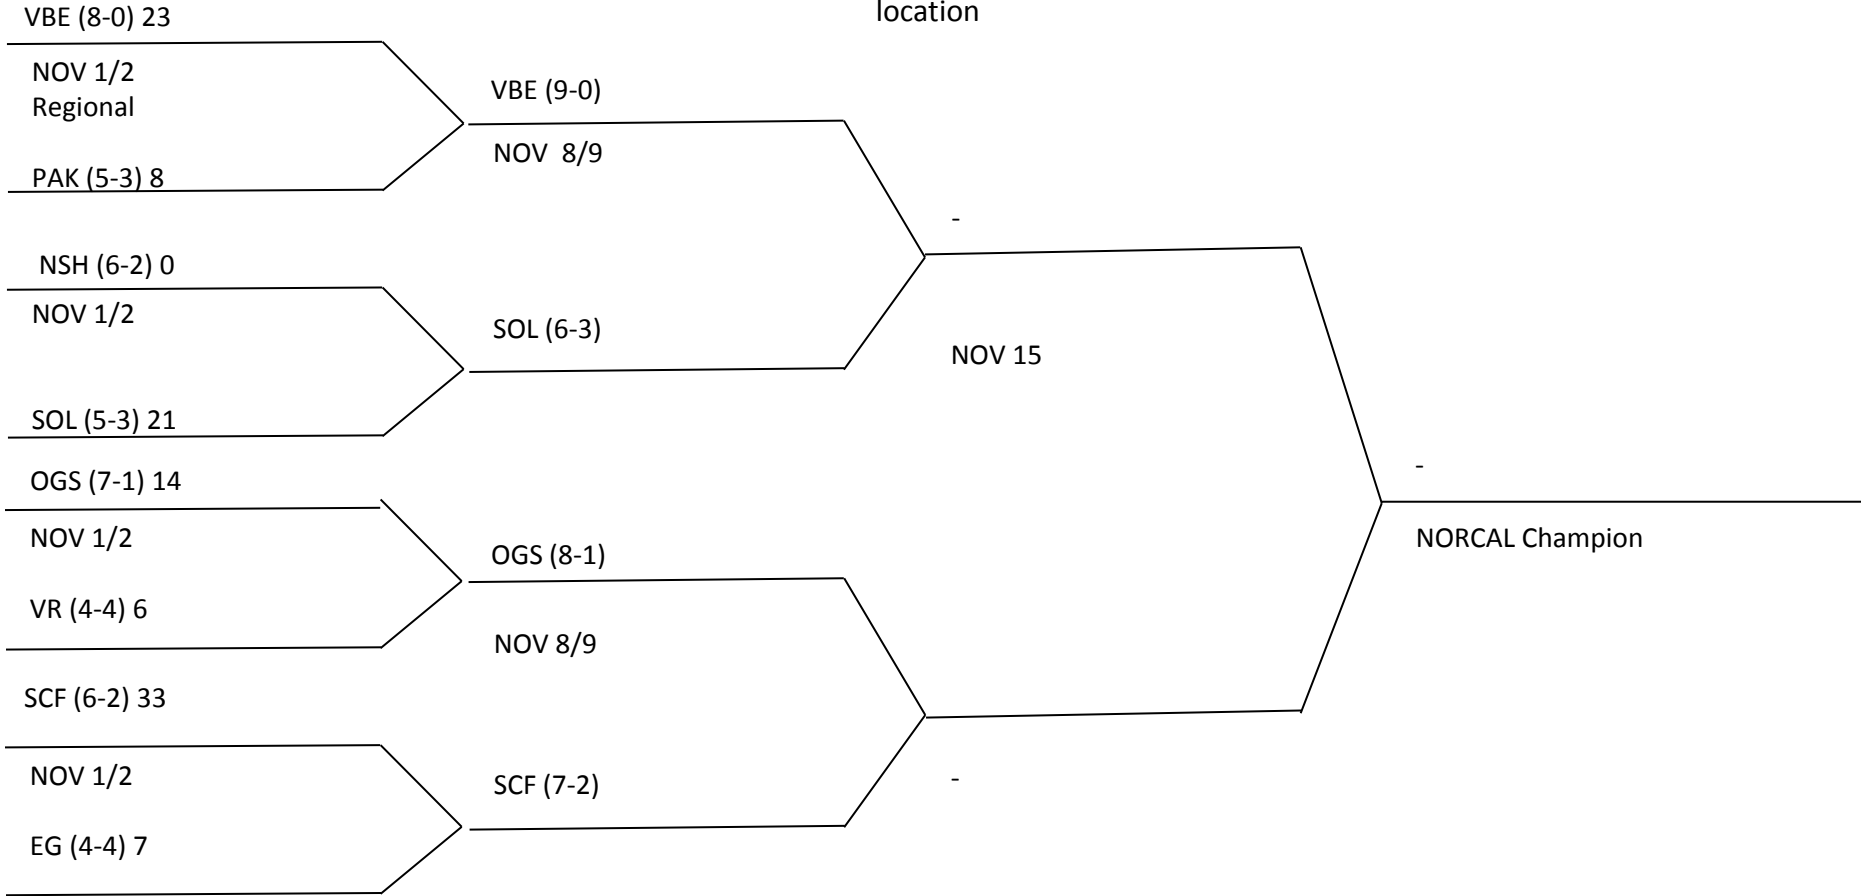 location
VBE (8-0) 23
NOV 1/2
Regional
PAK (5-3) 8
NSH (6-2) 0
NOV 1/2
SOL (5-3) 21
OGS (7-1) 14
NOV 1/2
VR (4-4) 6
SCF (6-2) 33
NOV 1/2
EG (4-4) 7
VBE (9-0)
NOV 8/9
SOL (6-3)
OGS (8-1)
NOV 8/9
SCF (7-2)
-
NOV 15
-
-
NORCAL Champion